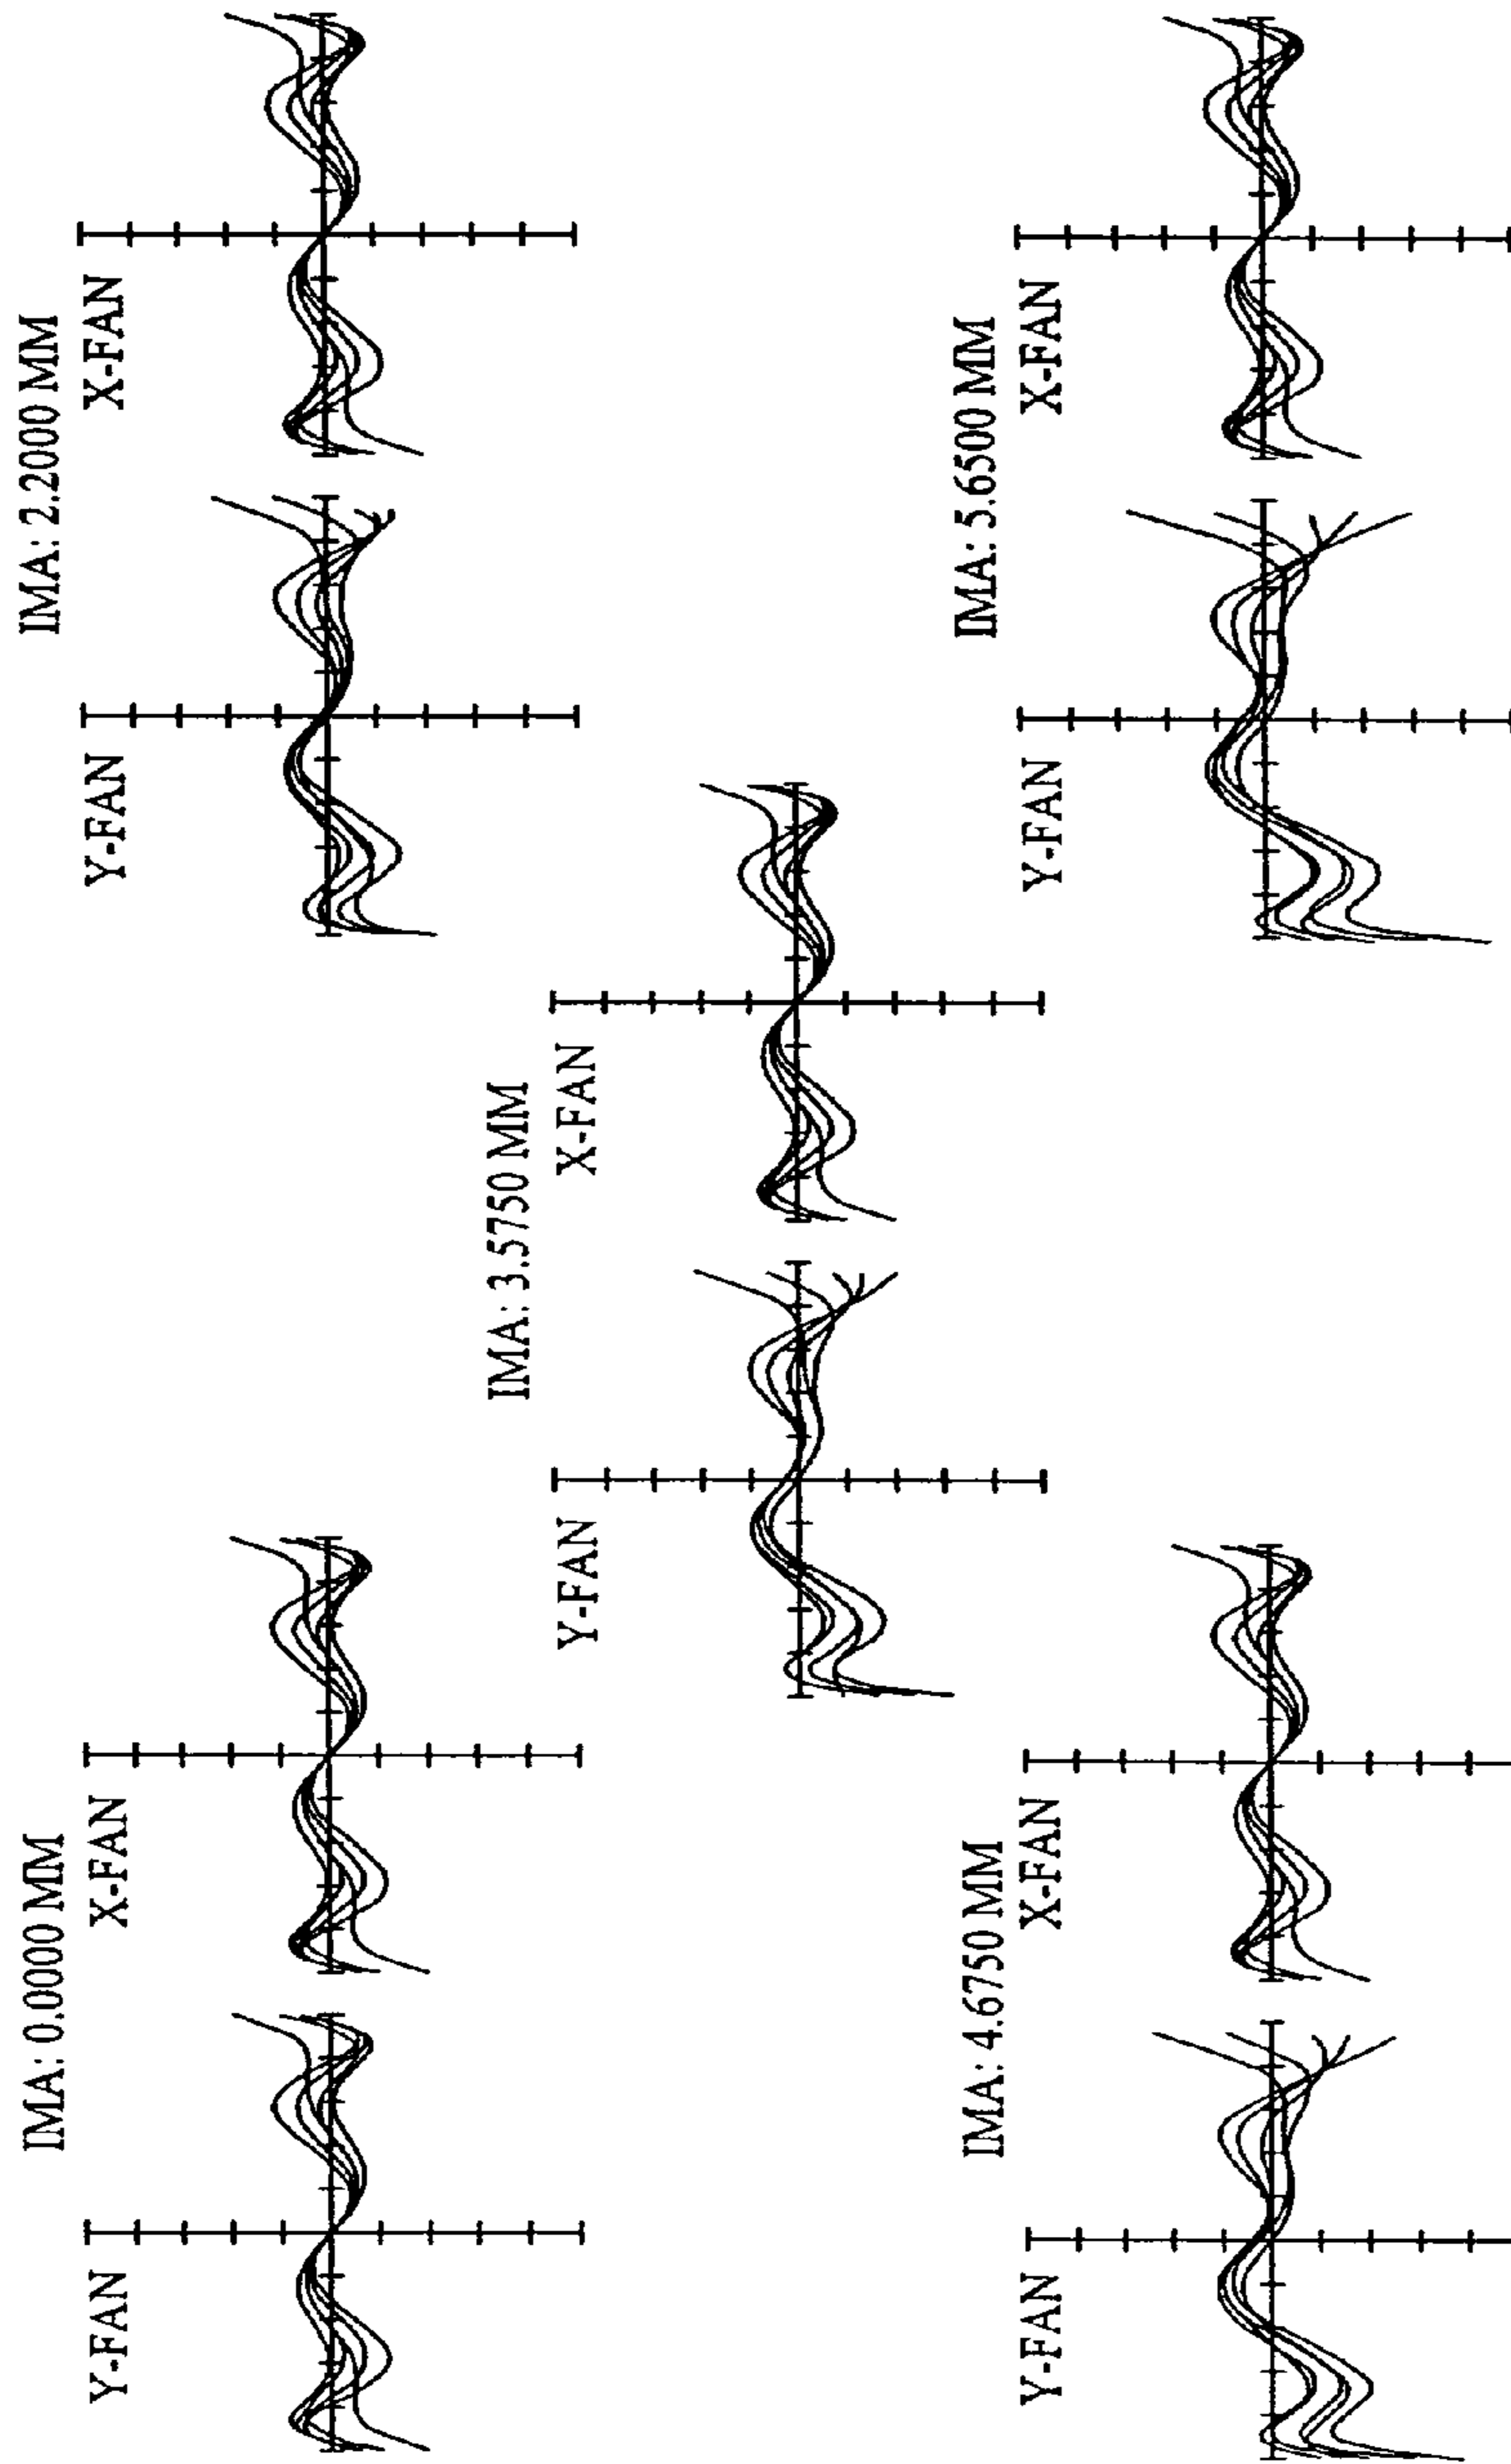 IMA: 0.0000 MM
Y-FAN
X-FAN
IMA: 2.2000 MM
Y-FAN
X-FAN
IMA: 3.5750 MM
Y-FAN
X-FAN
IMA: 4.6750 MM
Y-FAN
X-FAN
IMA: 5.6500 MM
Y-FAN
X-FAN